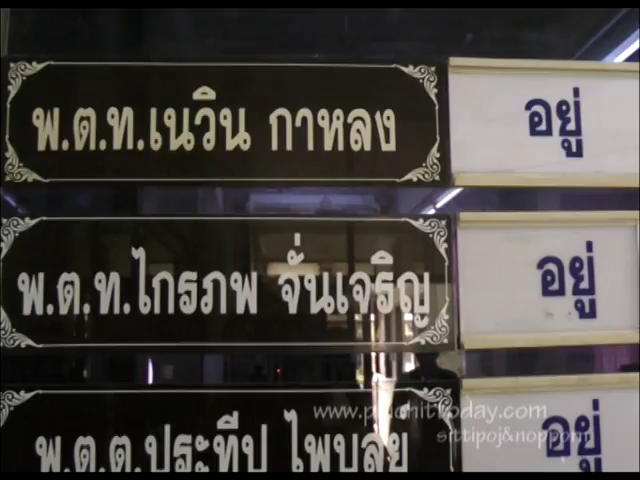 พ.ต.ท.เนวิน กาหลง อยู่
พ.ต.ท.ไกรภพ จั่นเจริญ อยู่
www.phichittoday.com
sittipoj&nopporn
พ.ต.ต.ประทีป ไพบูลย์ อยู่